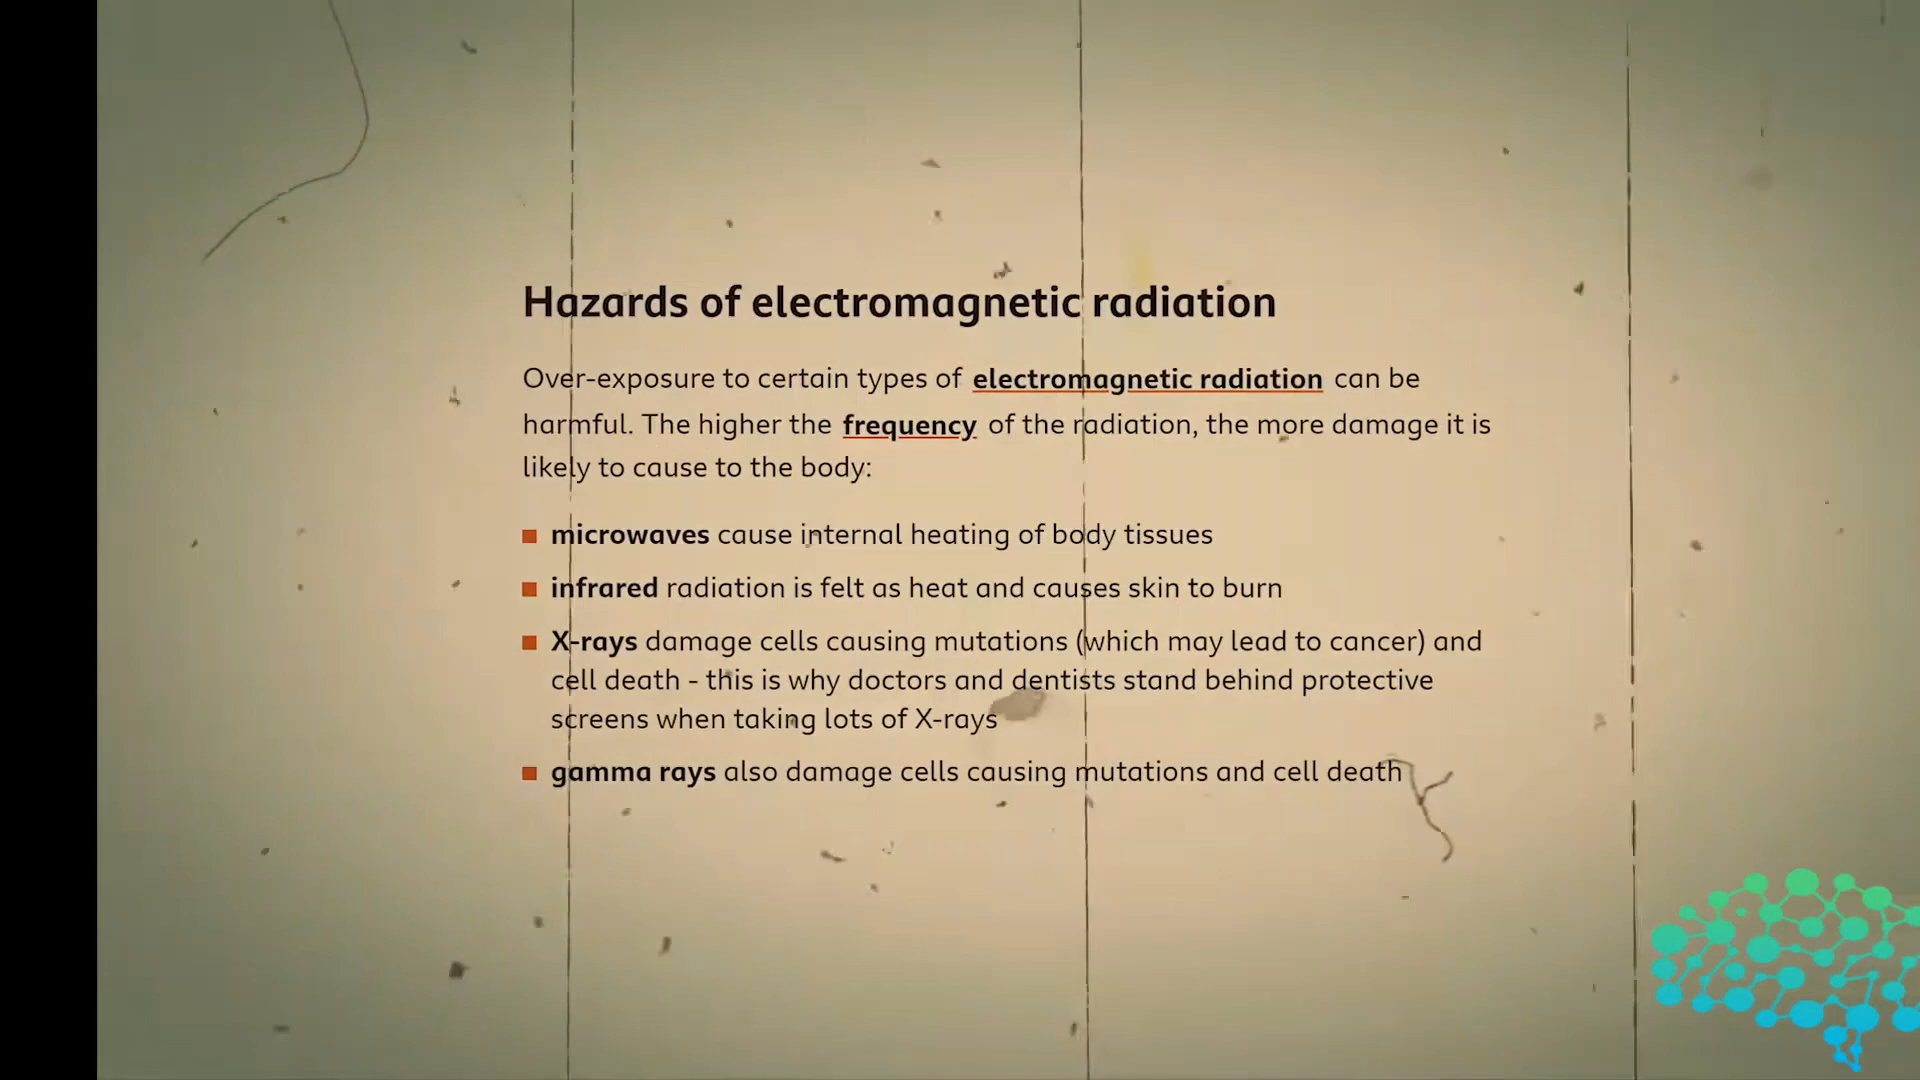 Hazards of electromagnetic radiation
Over-exposure to certain types of electromagnetic radiation can be
harmful. The higher the frequency of the radiation, the more damage it is
likely to cause to the body:
microwaves cause internal heating of body tissues
infrared radiation is felt as heat and causes skin to burn
X-rays damage cells causing mutations (which may lead to cancer) and
cell death - this is why doctors and dentists stand behind protective
screens when taking lots of X-rays
gamma rays also damage cells causing mutations and cell death